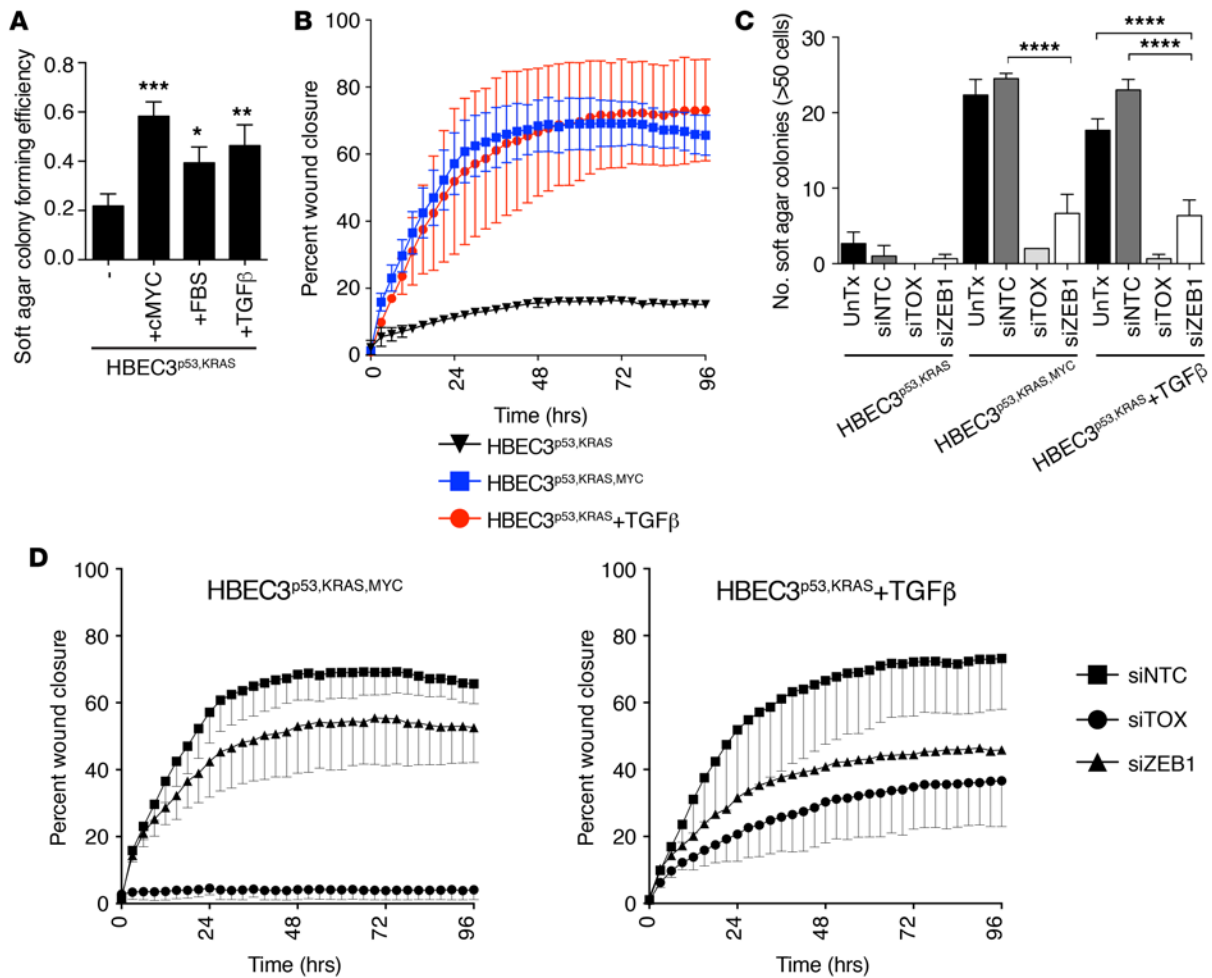 A
Soft agar colony forming efficiency
0.8
0.6
0.4
0.2
0.0
***
*
**
-
+cMYC
+FBS
+TGFβ
HBEC3p53,KRAS
B
Percent wound closure
100
80
60
40
20
0
0
24
48
72
96
Time (hrs)
HBEC3p53,KRAS
HBEC3p53,KRAS,MYC
HBEC3p53,KRAS+TGFβ
C
No. soft agar colonies (>50 cells)
30
20
10
0
****
****
****
UnTx
siNTC
siTOX
siZEB1
UnTx
siNTC
siTOX
siZEB1
UnTx
siNTC
siTOX
siZEB1
HBEC3p53,KRAS
HBEC3p53,KRAS,MYC
HBEC3p53,KRAS+TGFβ
D
HBEC3p53,KRAS,MYC
Percent wound closure
100
80
60
40
20
0
0
24
48
72
96
Time (hrs)
HBEC3p53,KRAS+TGFβ
Percent wound closure
100
80
60
40
20
0
0
24
48
72
96
Time (hrs)
siNTC
siTOX
siZEB1